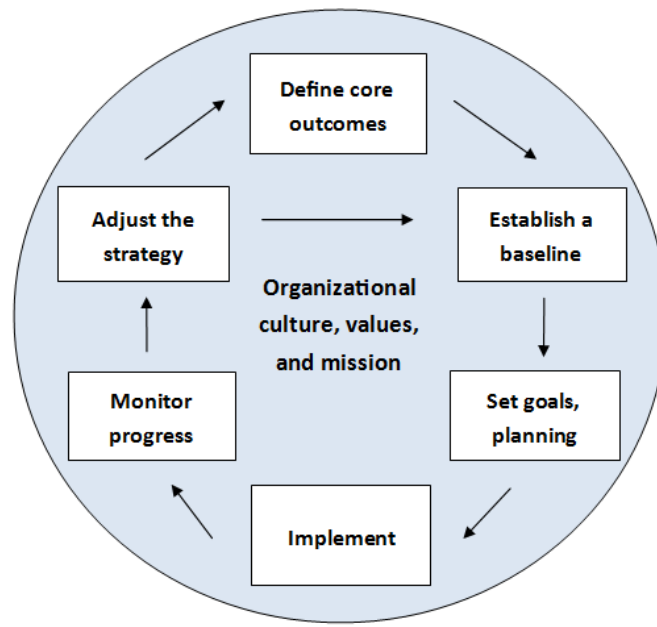 Define core
outcomes
Adjust the
strategy
Establish a
baseline
Organizational
culture, values,
and mission
Monitor
progress
Set goals,
planning
Implement